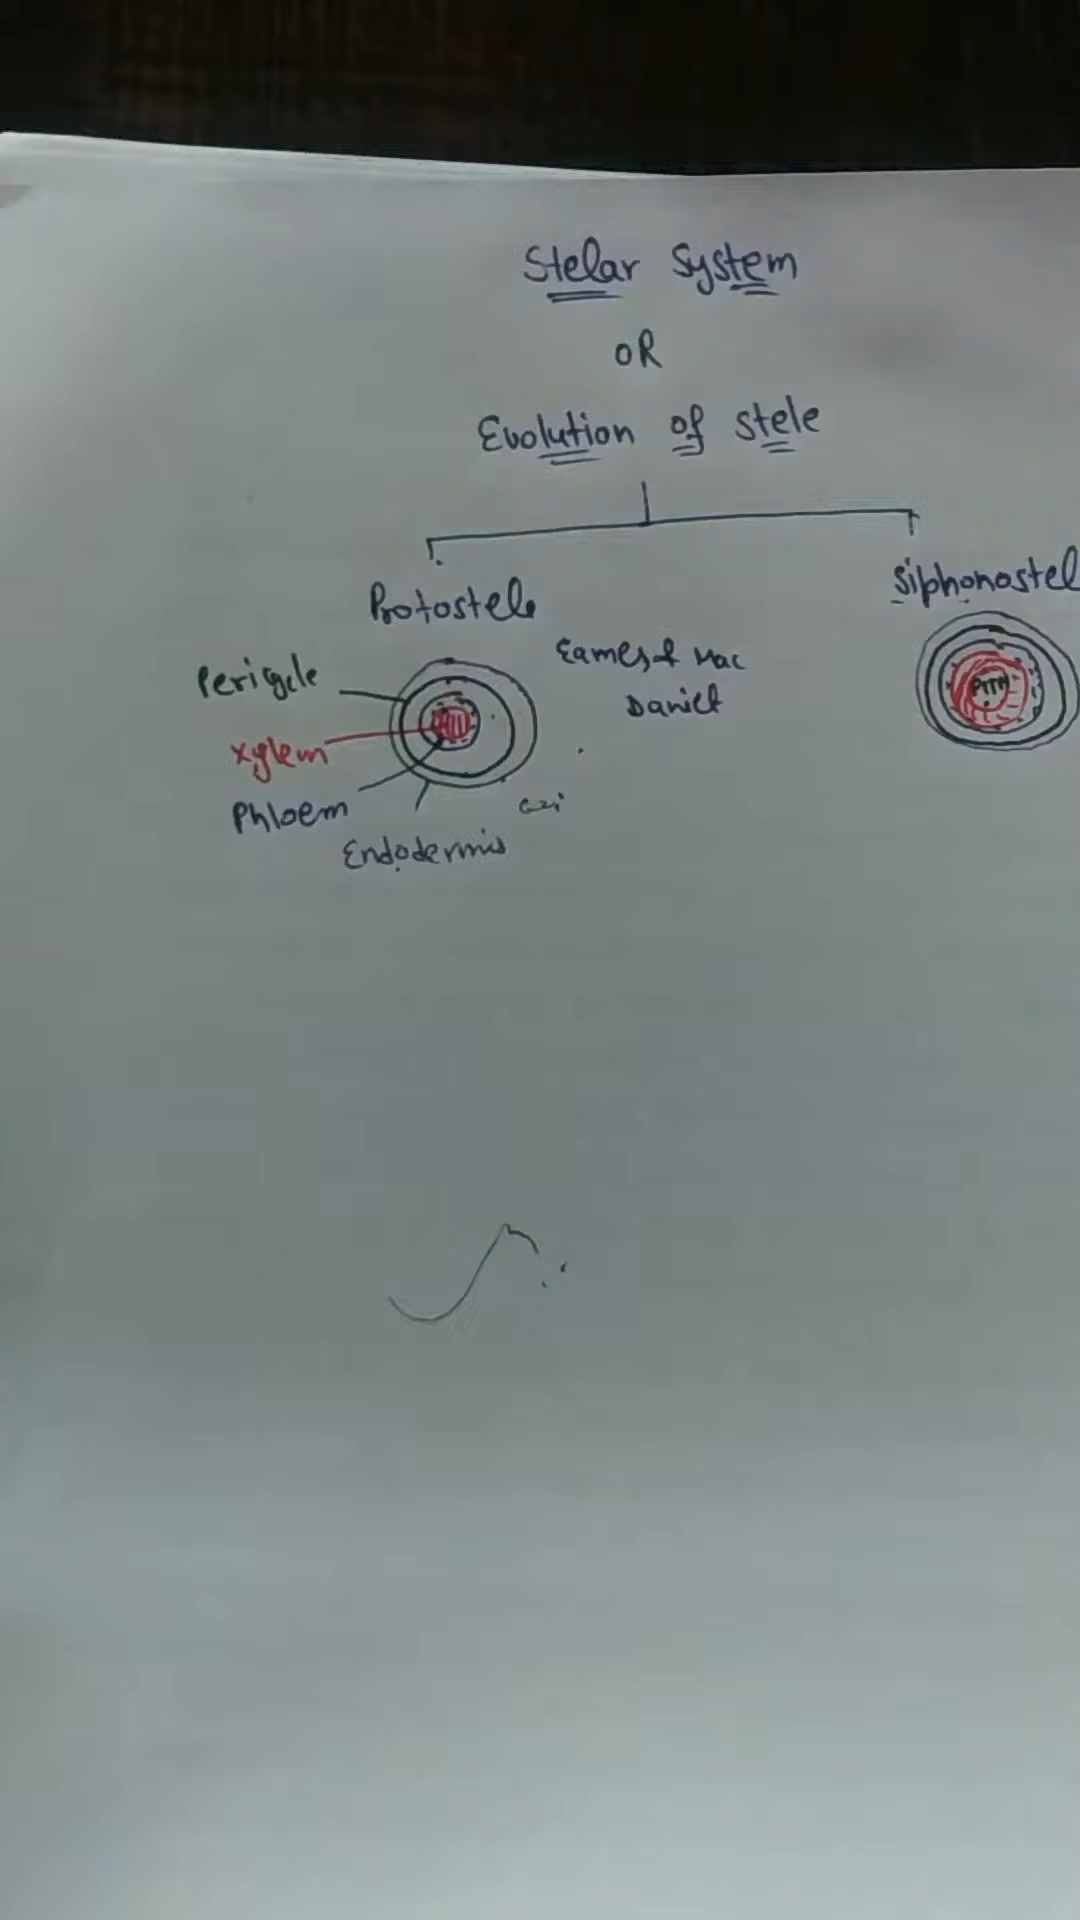 Stelar System
OR
Evolution of stele
Protostele
Siphonostel
Eames & Mac
Daniel
Pericycle
PITH
Xylem
Phloem
Endodermis